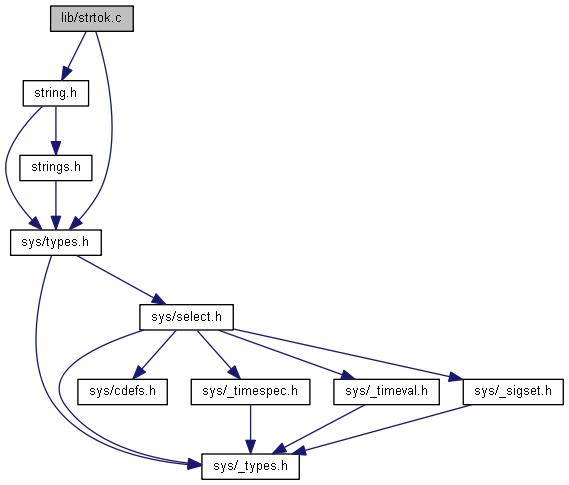 lib/strtok.c
string.h
strings.h
sys/types.h
sys/select.h
sys/cdefs.h
sys/_timespec.h
sys/_timeval.h
sys/_sigset.h
sys/_types.h